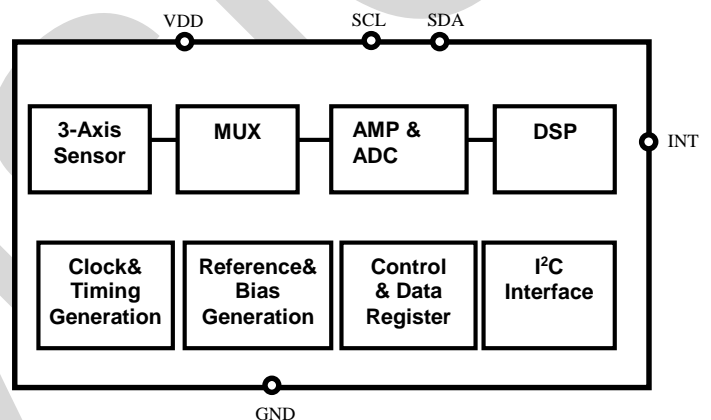 VDD
SCL
SDA
3-Axis
Sensor
MUX
AMP &
ADC
DSP
INT
Clock&
Timing
Generation
Reference&
Bias
Generation
Control
& Data
Register
I²C
Interface
GND